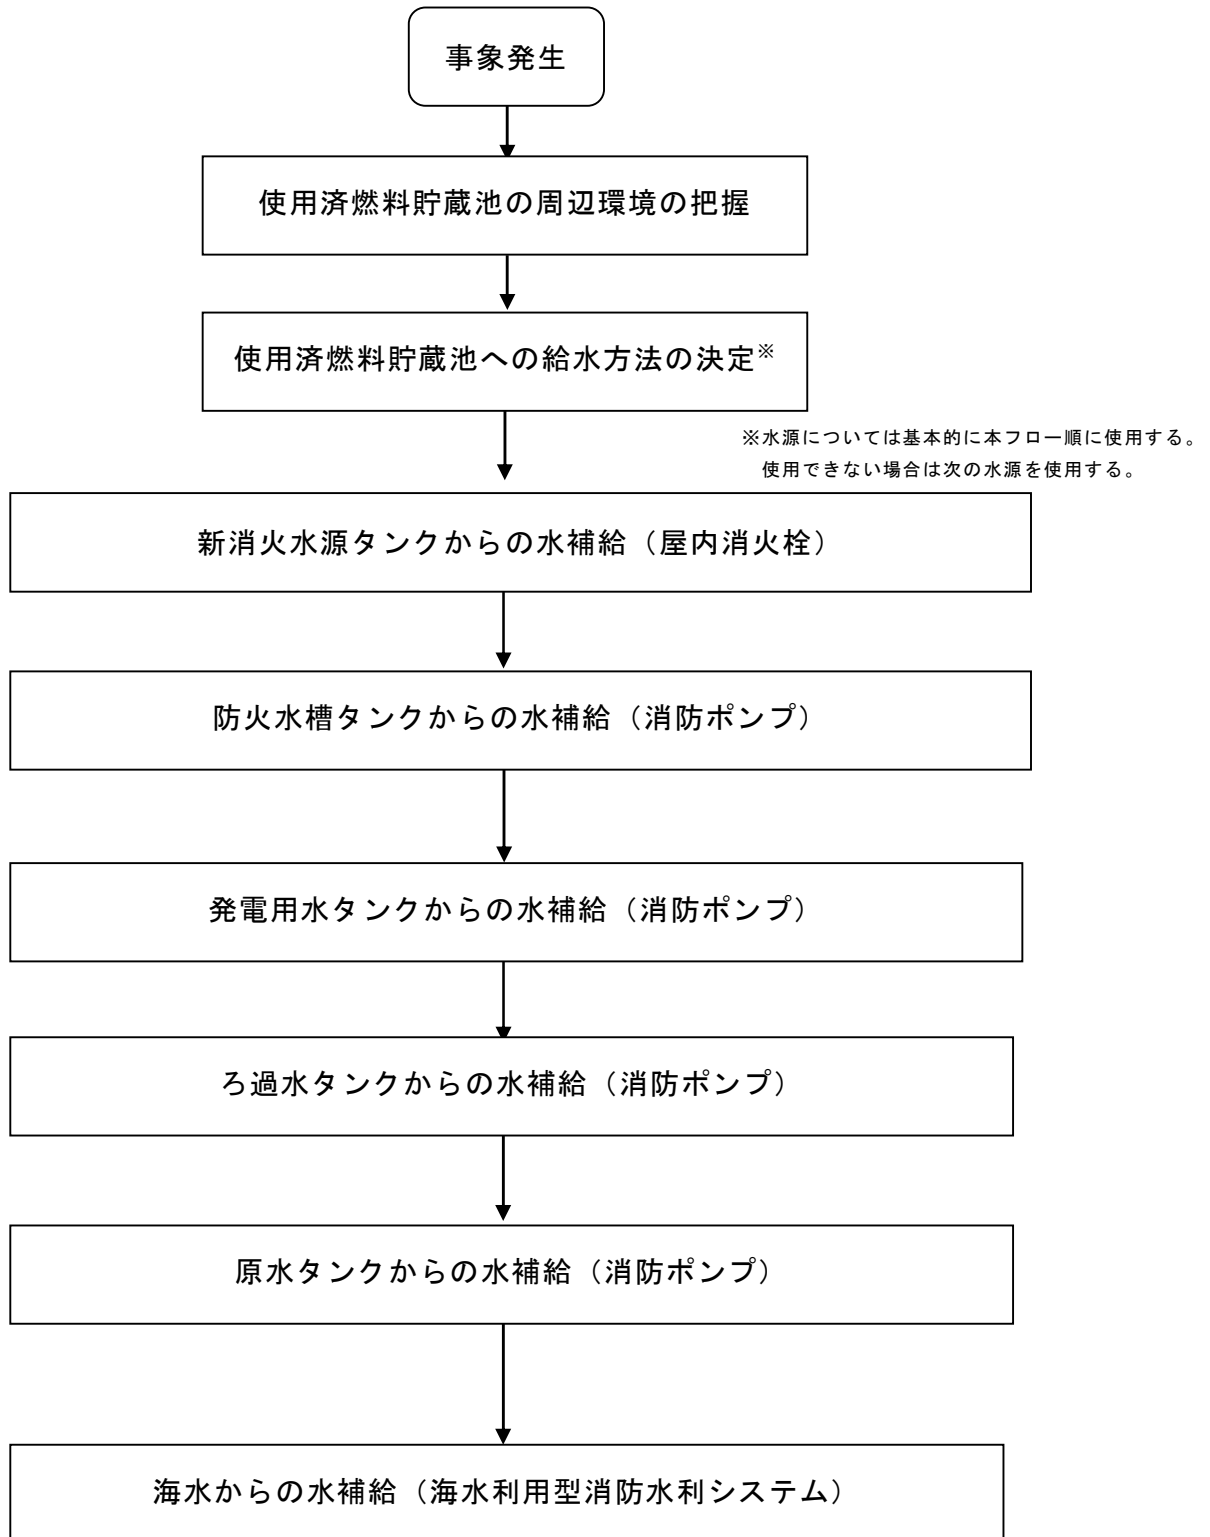 事象発生
使用済燃料貯蔵池の周辺環境の把握
使用済燃料貯蔵池への給水方法の決定※
※水源については基本的に本フロー順に使用する。
使用できない場合は次の水源を使用する。
新消火水源タンクからの水補給（屋内消火栓）
防火水槽タンクからの水補給（消防ポンプ）
発電用水タンクからの水補給（消防ポンプ）
ろ過水タンクからの水補給（消防ポンプ）
原水タンクからの水補給（消防ポンプ）
海水からの水補給（海水利用型消防水利システム）